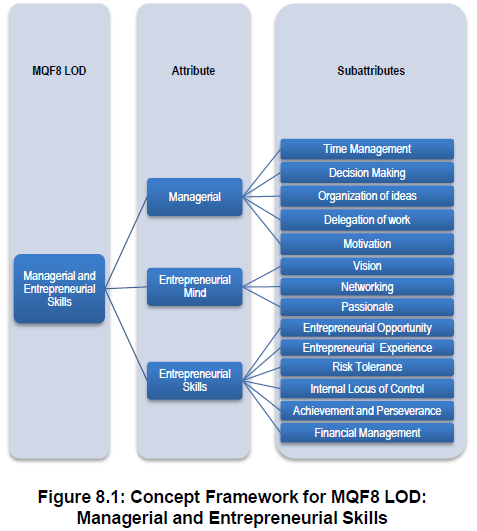 MQF8 LOD
Attribute
Subattributes
Managerial and
Entrepreneurial
Skills
Managerial
Entrepreneurial
Mind
Entrepreneurial
Skills
Time Management
Decision Making
Organization of ideas
Delegation of work
Motivation
Vision
Networking
Passionate
Entrepreneurial Opportunity
Entrepreneurial Experience
Risk Tolerance
Internal Locus of Control
Achievement and Perseverance
Financial Management
Figure 8.1: Concept Framework for MQF8 LOD:
Managerial and Entrepreneurial Skills